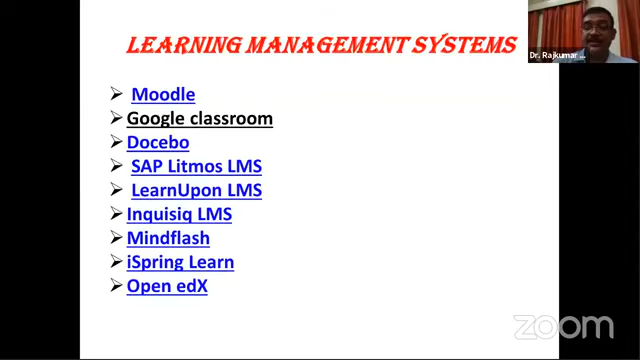 LEARNING MANAGEMENT SYSTEMS
Dr. Rajkumar ...
Moodle
Google classroom
Docebo
SAP Litmos LMS
LearnUpon LMS
Inquisiq LMS
Mindflash
iSpring Learn
Open edX
zoom